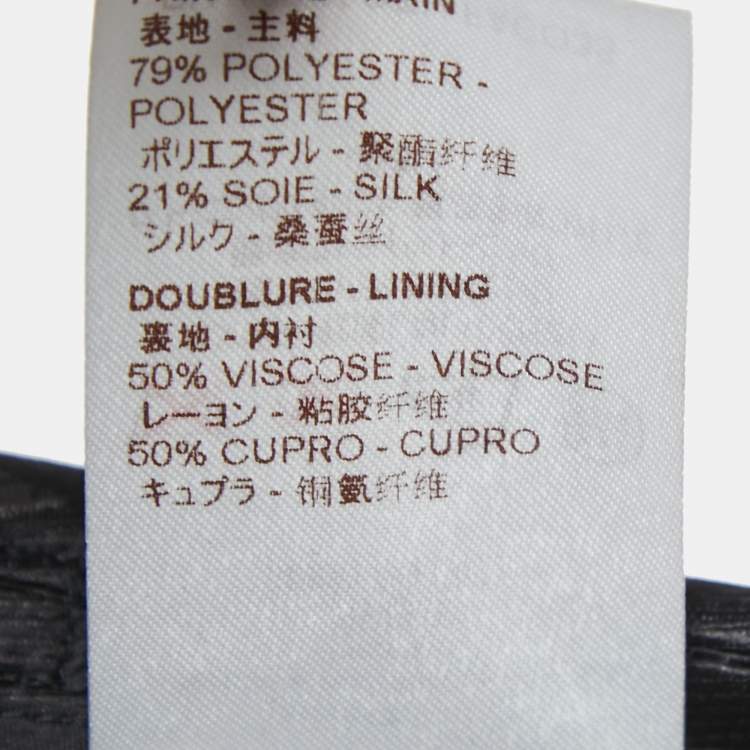 MAIN
表地 - 主料
79% POLYESTER -
POLYESTER
ポリエステル - 聚酯纤维
21% SOIE - SILK
シルク - 桑蚕丝
DOUBLURE - LINING
裏地 - 内衬
50% VISCOSE - VISCOSE
レーヨン - 粘胶纤维
50% CUPRO - CUPRO
キュプラ - 铜氨纤维